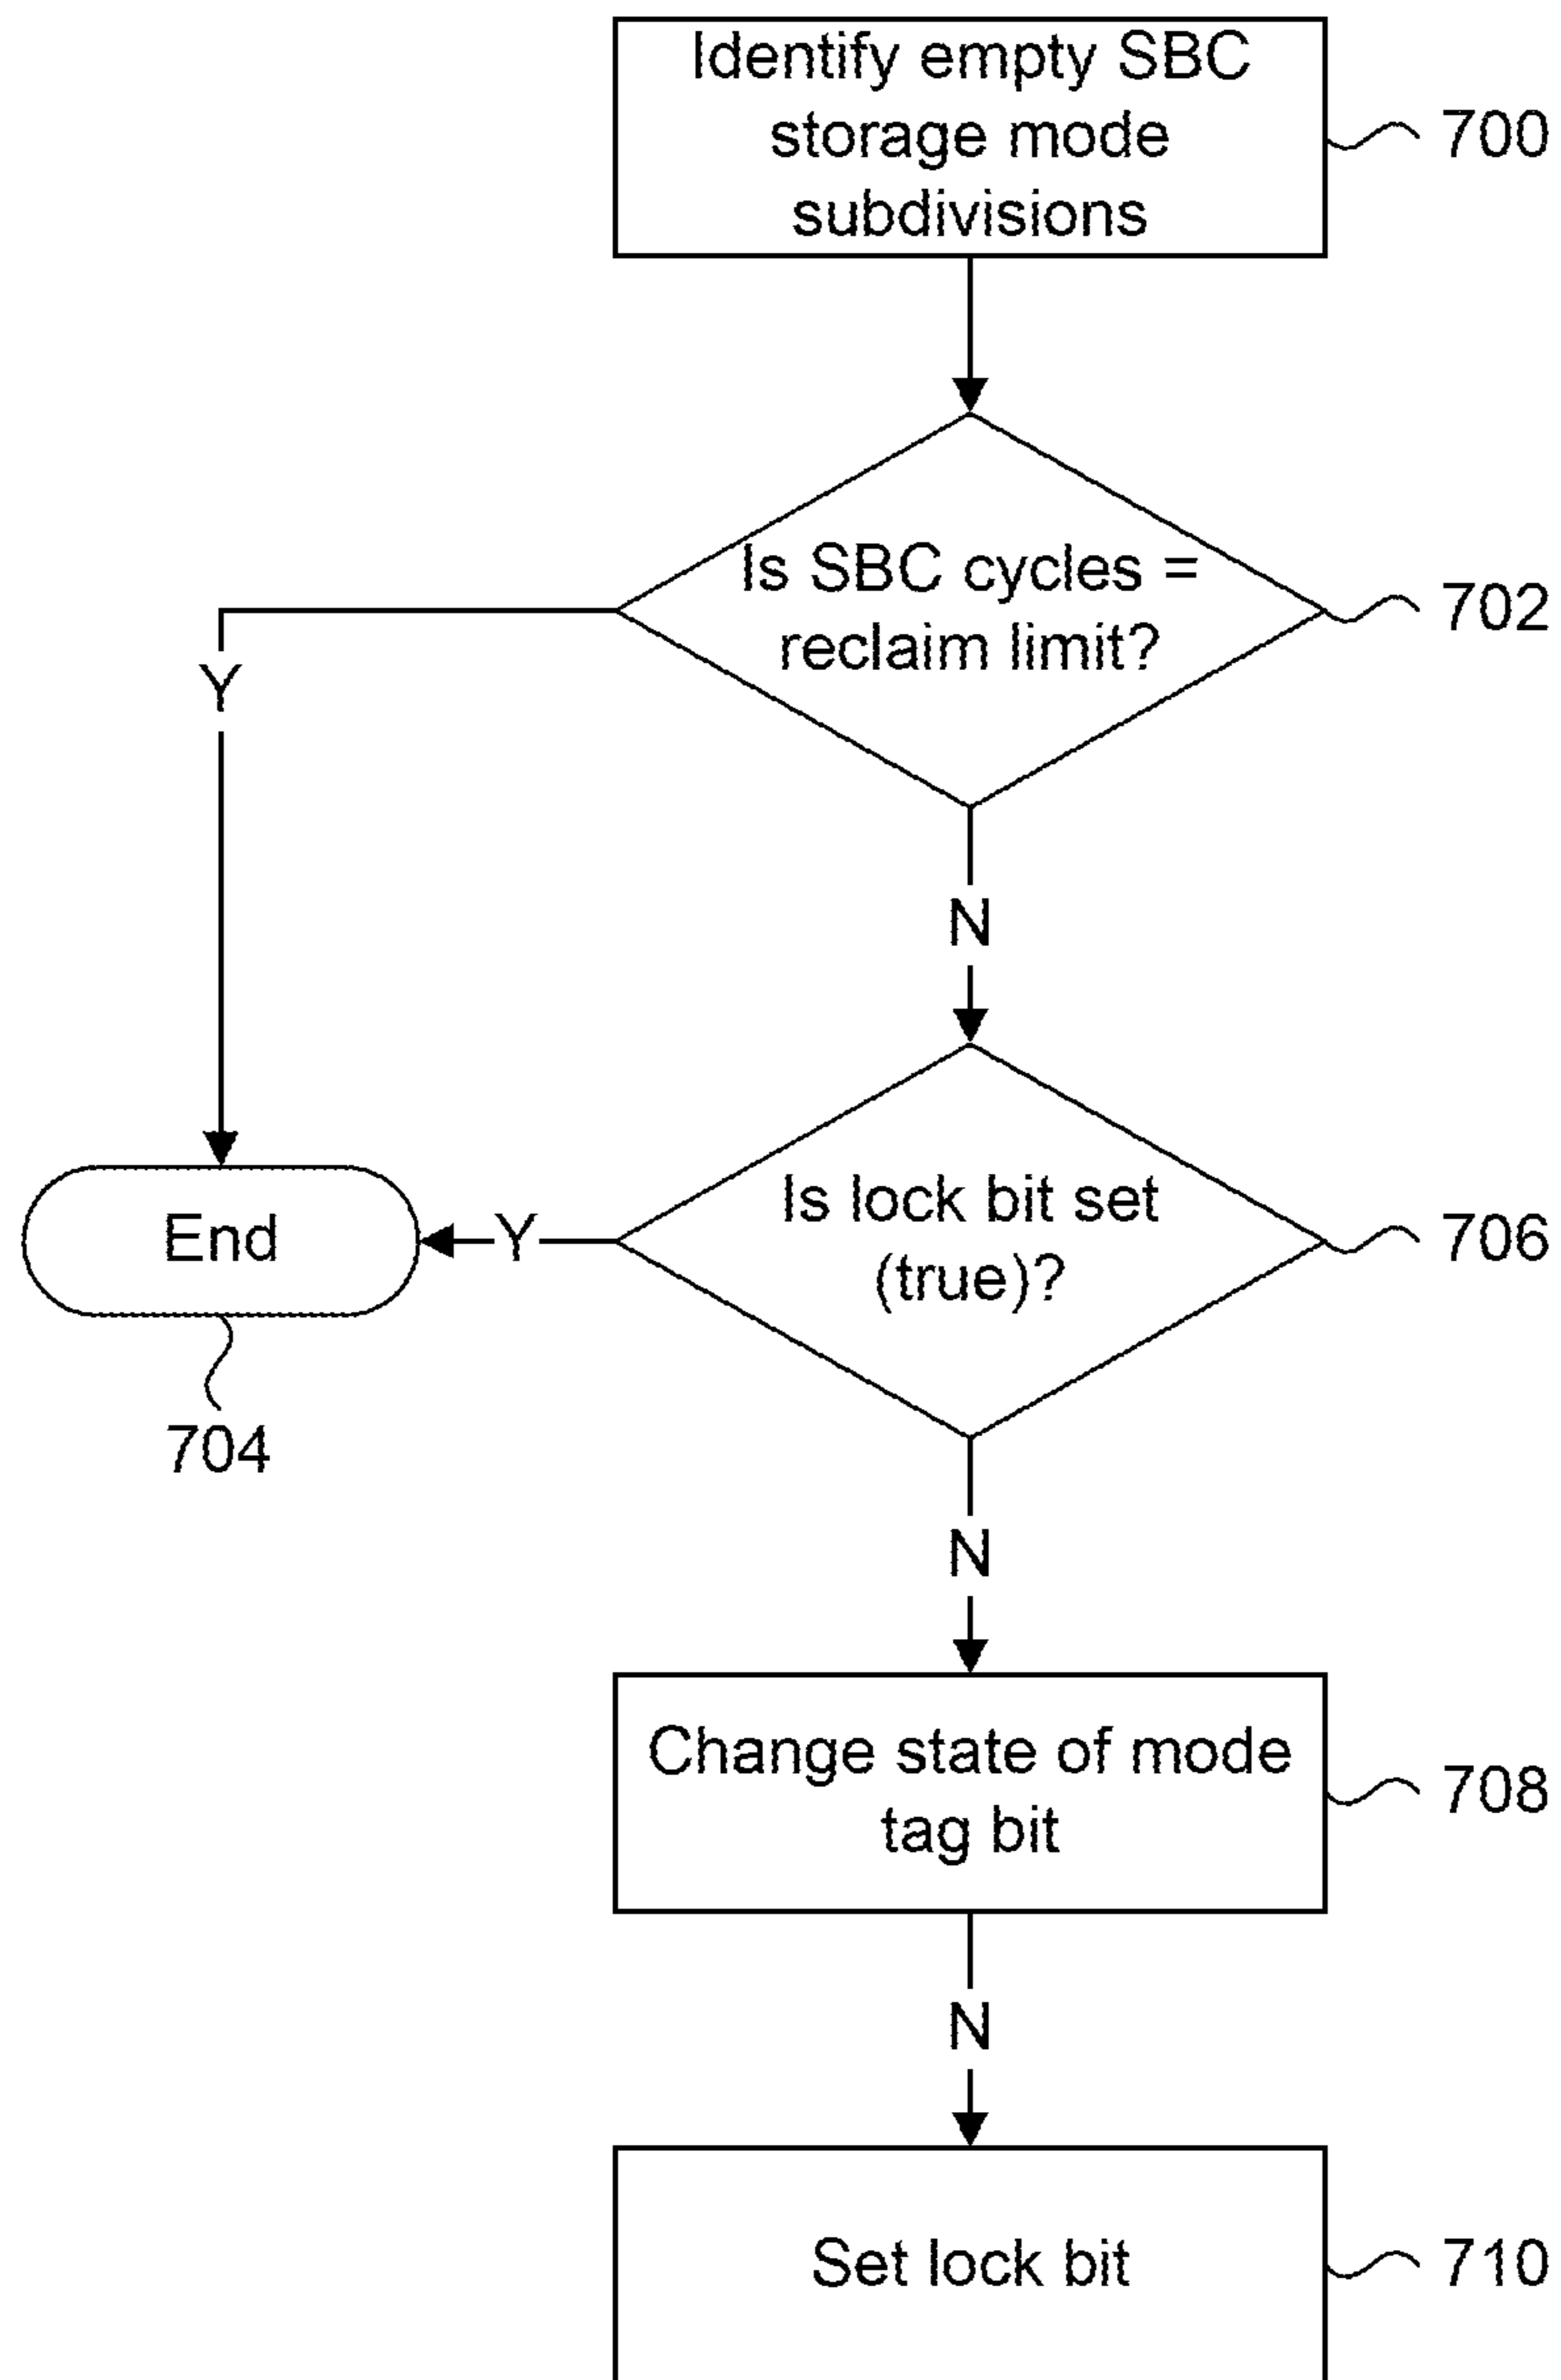 Identify empty SBC
storage mode
subdivisions
700
Is SBC cycles =
reclaim limit?
702
Y
N
Is lock bit set
(true)?
706
Y
End
704
N
Change state of mode
tag bit
708
N
Set lock bit
710